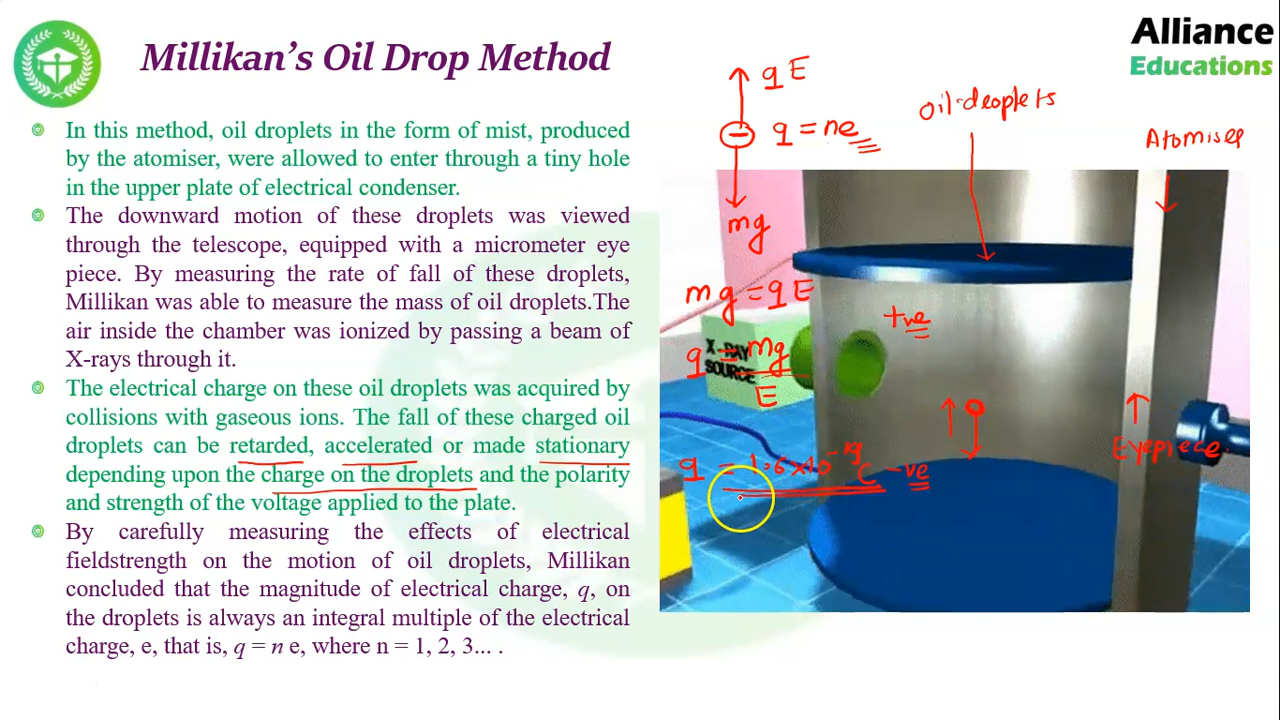 Millikan's Oil Drop Method
Alliance
Educations
In this method, oil droplets in the form of mist, produced
by the atomiser, were allowed to enter through a tiny hole
in the upper plate of electrical condenser.
The downward motion of these droplets was viewed
through the telescope, equipped with a micrometer eye
piece. By measuring the rate of fall of these droplets,
Millikan was able to measure the mass of oil droplets.The
air inside the chamber was ionized by passing a beam of
X-rays through it.
The electrical charge on these oil droplets was acquired by
collisions with gaseous ions. The fall of these charged oil
droplets can be retarded, accelerated or made stationary
depending upon the charge on the droplets and the polarity
and strength of the voltage applied to the plate.
By carefully measuring the effects of electrical
fieldstrength on the motion of oil droplets, Millikan
concluded that the magnitude of electrical charge, q, on
the droplets is always an integral multiple of the electrical
charge, e, that is, q = n e, where n = 1, 2, 3... .
qE
q = ne
mg
oil-droplets
Atomiser
mg = qE
+ve
X-RAY
SOURCE
q = mg
E
Eyepiece
q = 1.6×10 C
-ve